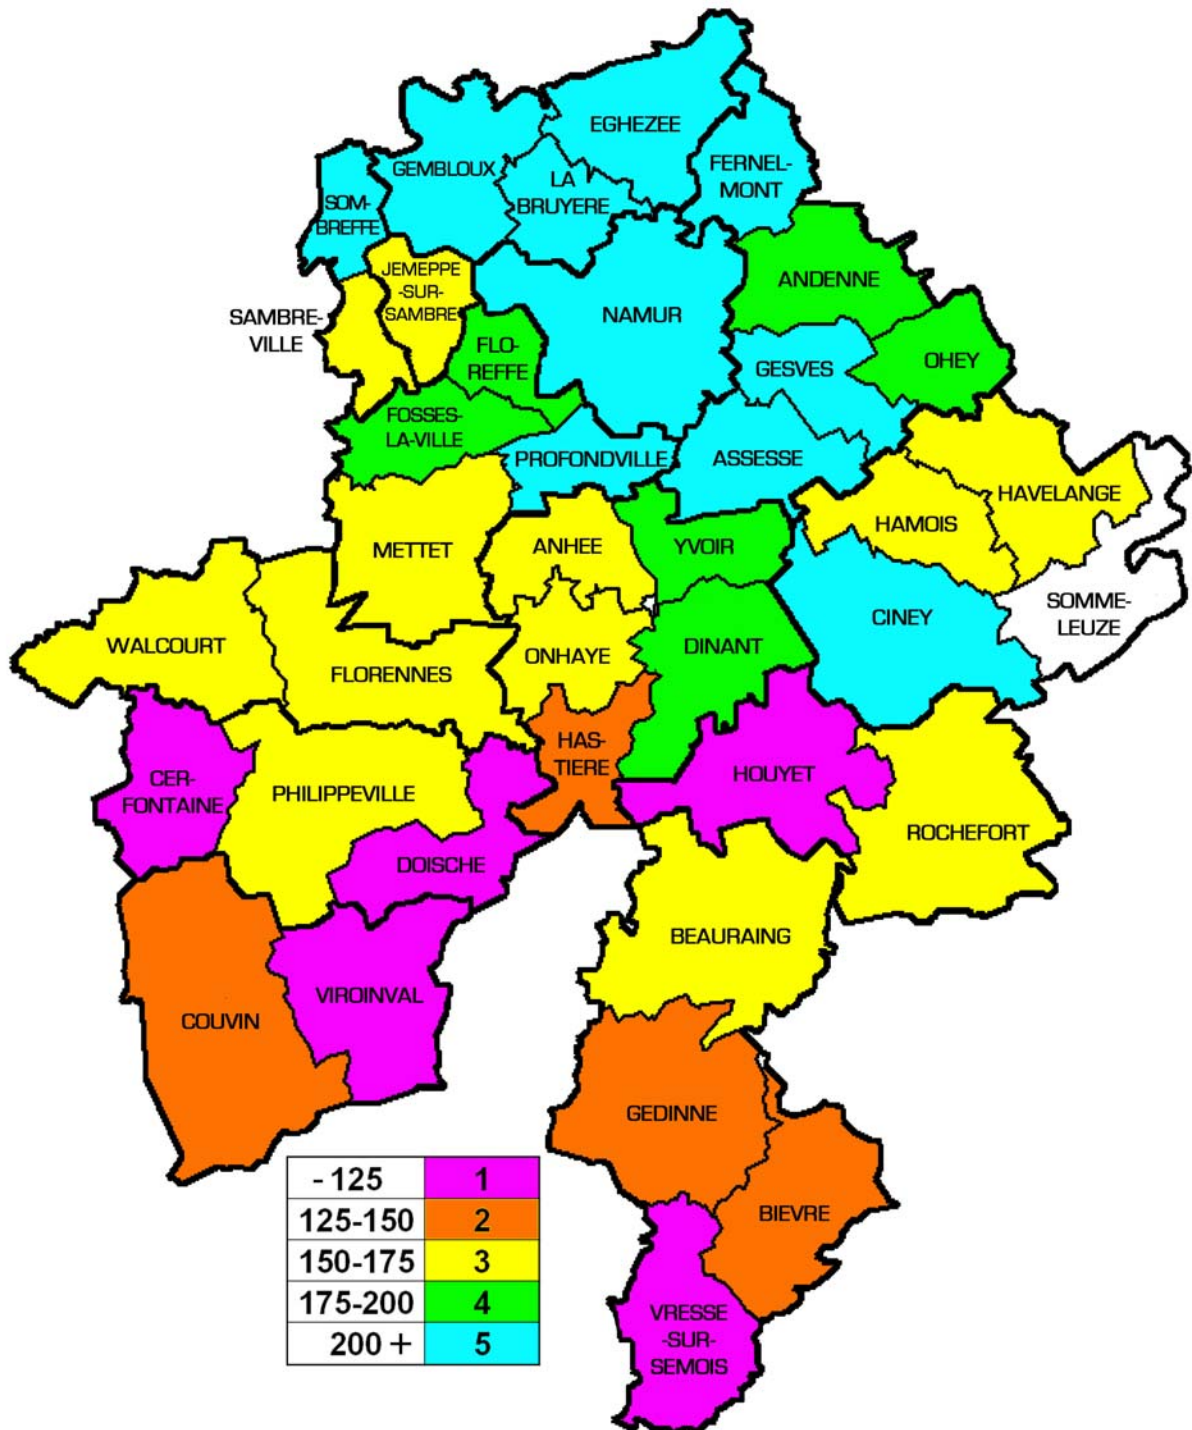 EGHEZEE
GEMBLOUX
FERNEL-
MONT
LA
BRUYERE
SOM-
BREFFE
JEMEPPE
-SUR-
SAMBRE
ANDENNE
SAMBRE-
VILLE
NAMUR
FLO-
REFFE
GESVES
OHEY
FOSSES-
LA-VILLE
PROFONDVILLE
ASSESSE
HAVELANGE
HAMOIS
METTET
ANHEE
YVOIR
SOMME-
LEUZE
CINEY
WALCOURT
FLORENNES
ONHAYE
DINANT
HAS-
TIERE
HOUYET
CER-
FONTAINE
PHILIPPEVILLE
ROCHEFORT
DOISCHE
BEAURAING
VIROINVAL
COUVIN
GEDINNE
BIEVRE
VRESSE
-SUR-
SEMOIS
- 125 1
125-150 2
150-175 3
175-200 4
200 + 5